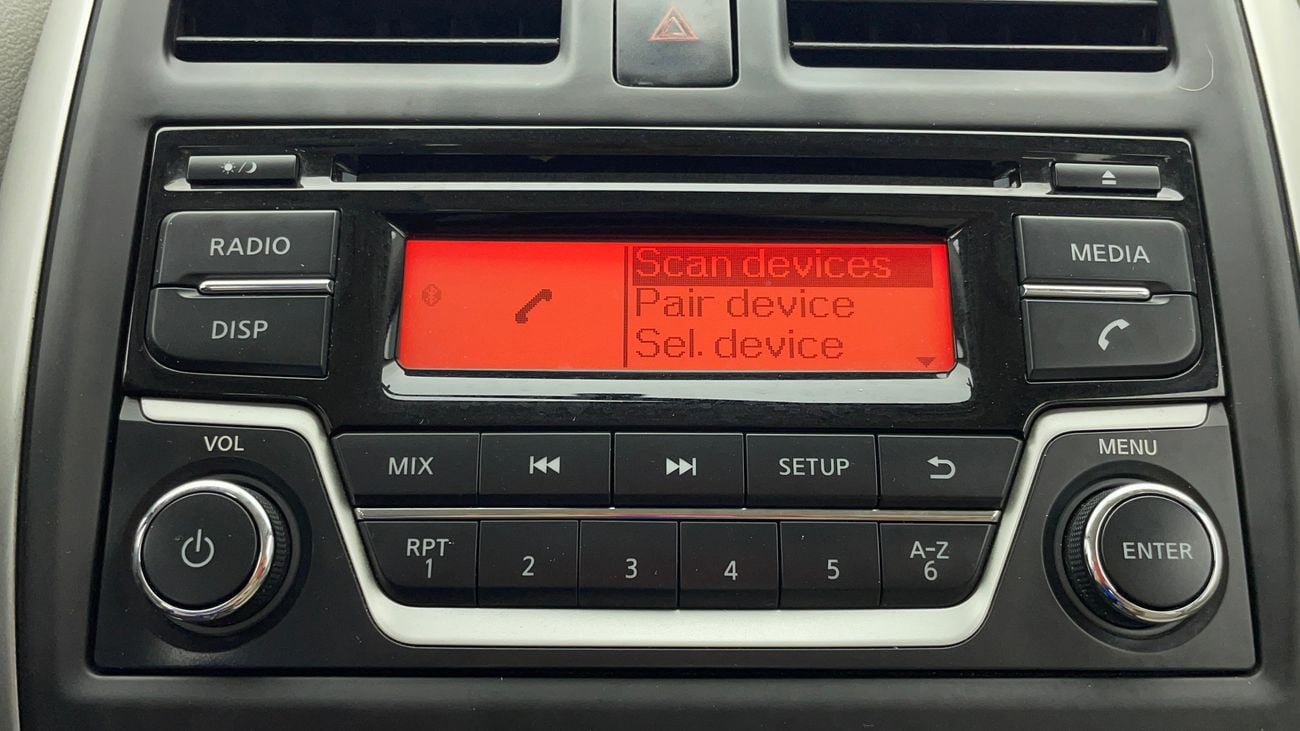 RADIO
DISP
Scan devices
Pair device
Sel. device
MEDIA
VOL
MENU
MIX
SETUP
RPT
1
2
3
4
5
A-Z
6
ENTER